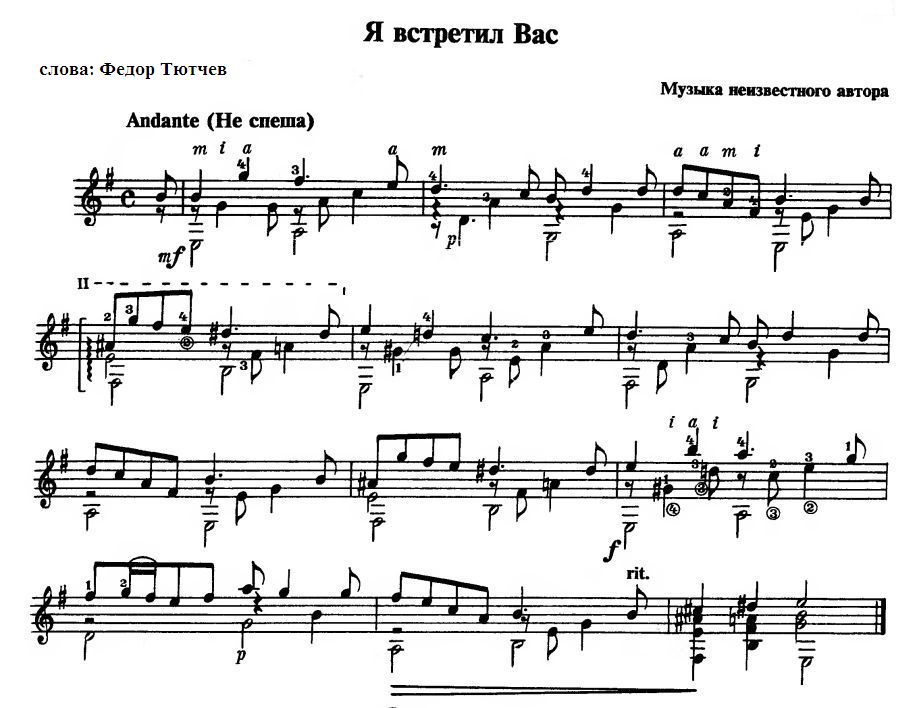 Я встретил Вас
слова: Федор Тютчев
Музыка неизвестного автора
Andante (Не спеша)
m i a a m a a m i
mf
p
II
i a i
f
rit.
p